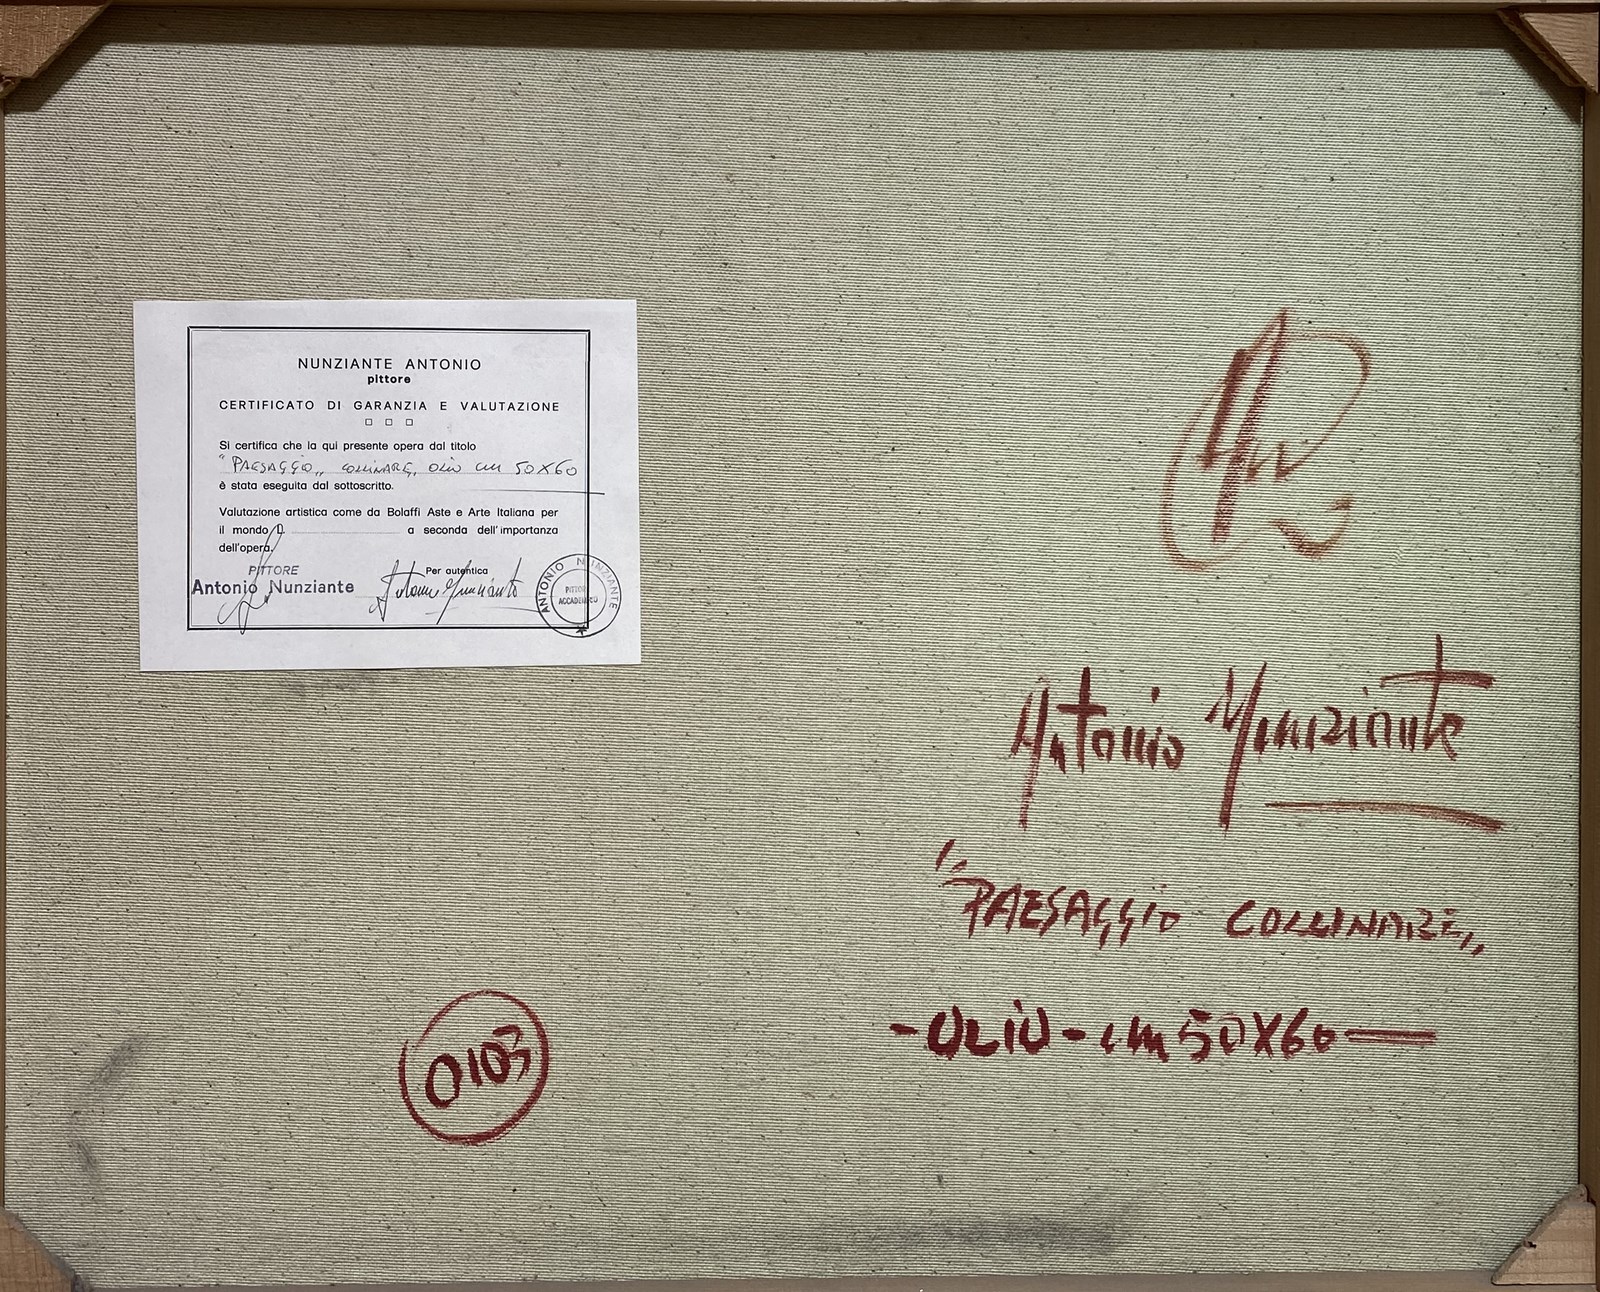 NUNZIANTE ANTONIO
pittore
CERTIFICATO DI GARANZIA E VALUTAZIONE
Si certifica che la qui presente opera dal titolo
"PAESAGGIO„ COLLINARE, OLIO cm 50X60
è stata eseguita dal sottoscritto.
Valutazione artistica come da Bolaffi Aste e Arte Italiana per
il mondo a seconda dell'importanza
dell'opera.
PITTORE
Antonio Nunziante
Per autentica
Antonio Nunziante
ANTONIO NUNZIANTE
PITTORE
ACCADEMICO
Antonio Nunziante
"PAESAGGIO COLLINARE„
-OLIO-cm 50X60—
0103